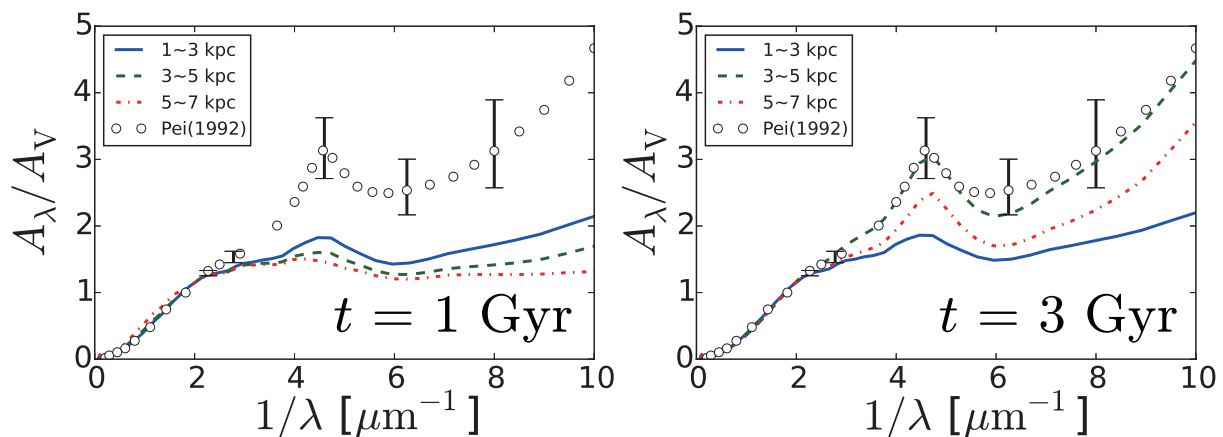 5
4
3
2
1
0
A_λ/A_V
1~3 kpc
3~5 kpc
5~7 kpc
Pei(1992)
t = 1 Gyr
0 2 4 6 8 10
1/λ [μm⁻¹]
5
4
3
2
1
0
A_λ/A_V
1~3 kpc
3~5 kpc
5~7 kpc
Pei(1992)
t = 3 Gyr
0 2 4 6 8 10
1/λ [μm⁻¹]